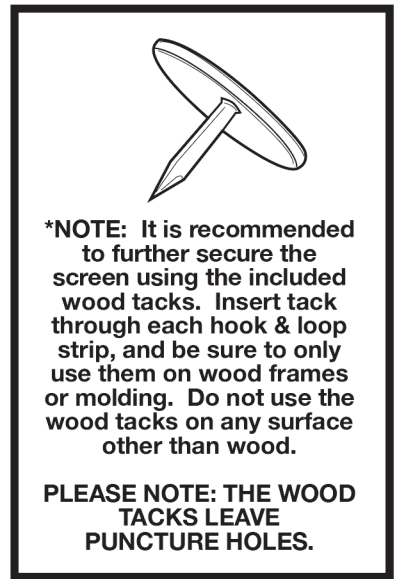 *NOTE:  It is recommended
to further secure the
screen using the included
wood tacks.  Insert tack
through each hook & loop
strip, and be sure to only
use them on wood frames
or molding.  Do not use the
wood tacks on any surface
other than wood.
PLEASE NOTE: THE WOOD
TACKS LEAVE
PUNCTURE HOLES.